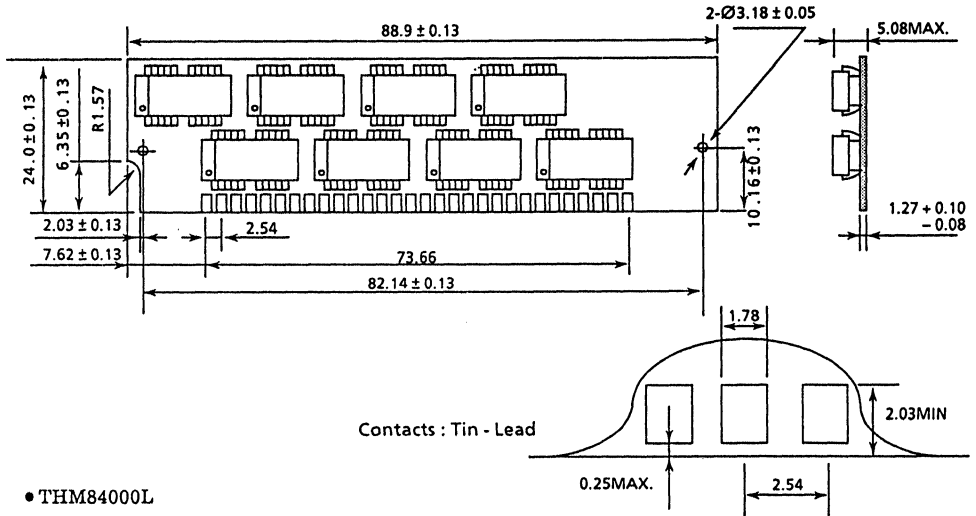 88.9 ± 0.13
2-Ø3.18 ± 0.05
5.08MAX.
24.0 ± 0.13
6.35 ± 0.13
R1.57
10.16 ± 0.13
1.27 + 0.10
- 0.08
2.03 ± 0.13
2.54
7.62 ± 0.13
73.66
82.14 ± 0.13
1.78
Contacts : Tin - Lead
2.03MIN
0.25MAX.
2.54
• THM84000L